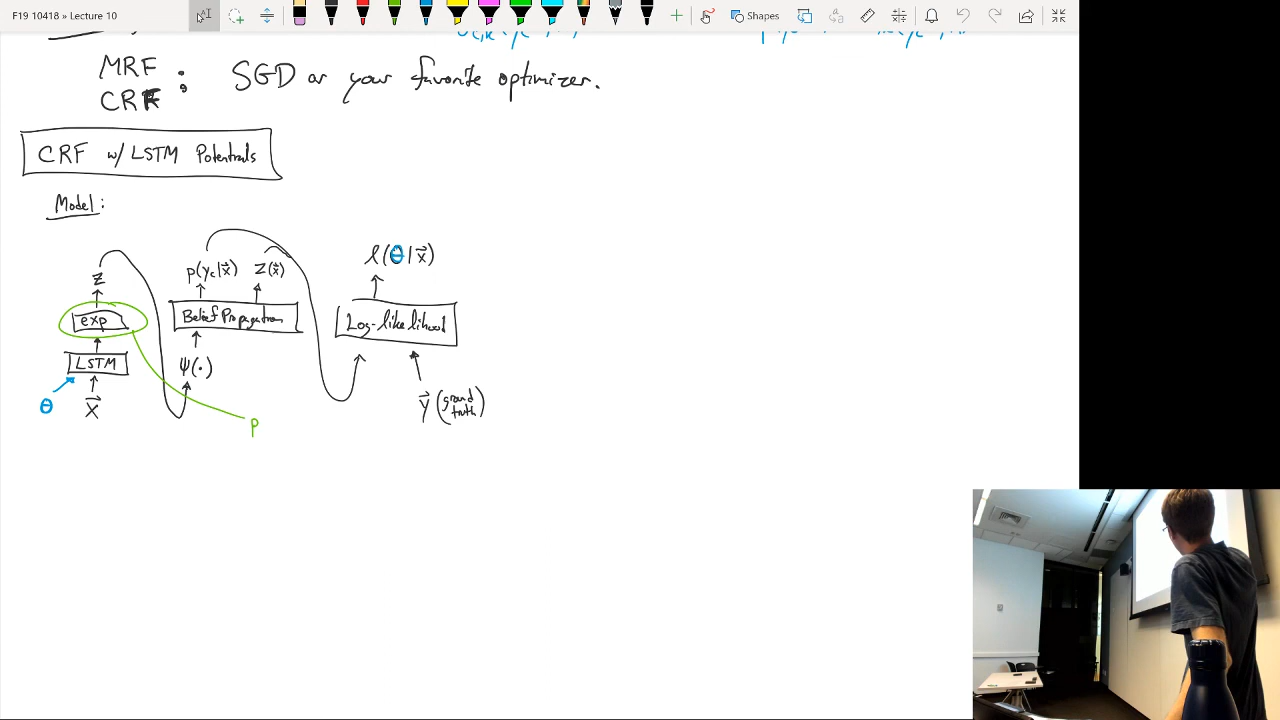 F19 10418 » Lecture 10
Shapes
MRF
CRF
: SGD or your favorite optimizer.
CRF w/ LSTM Potentials
Model:
z
exp
LSTM
θ
x⃗
p(y_c|x⃗) Z(x⃗)
Belief Propagation
ψ(·)
ℓ(θ|x⃗)
Log-likelihood
y⃗ (ground truth)
p